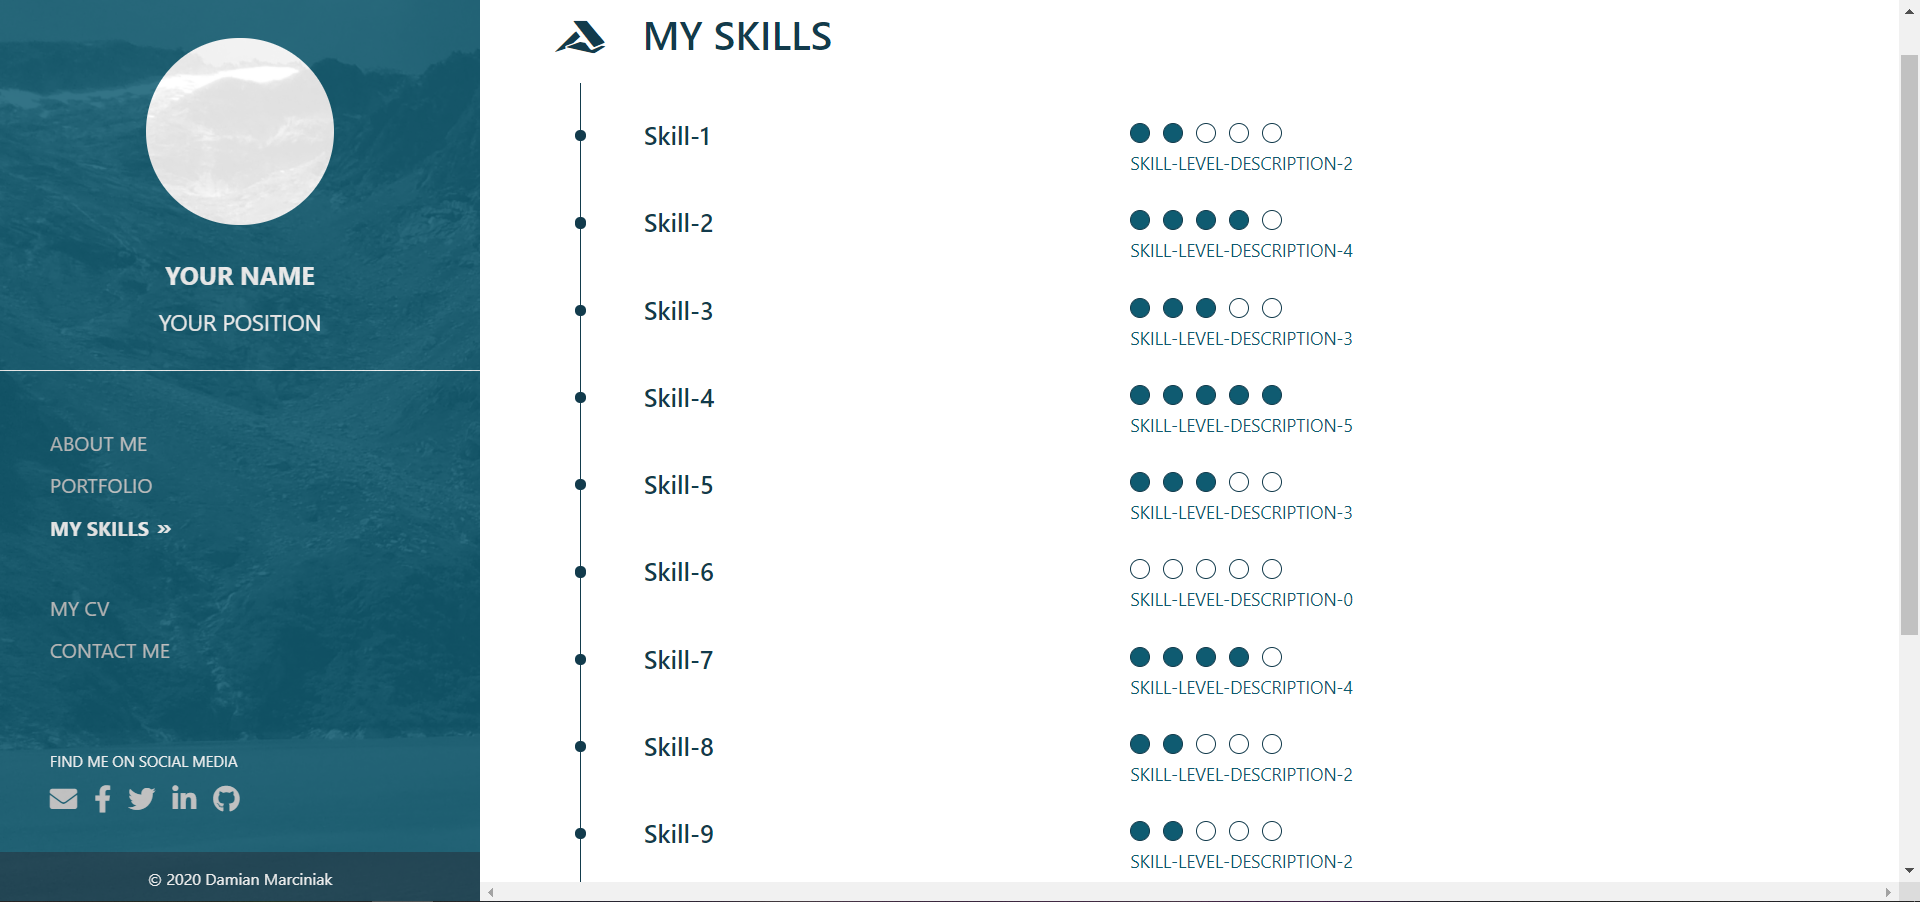 YOUR NAME
YOUR POSITION
ABOUT ME
PORTFOLIO
MY SKILLS »
MY CV
CONTACT ME
FIND ME ON SOCIAL MEDIA
© 2020 Damian Marciniak
MY SKILLS
Skill-1
SKILL-LEVEL-DESCRIPTION-2
Skill-2
SKILL-LEVEL-DESCRIPTION-4
Skill-3
SKILL-LEVEL-DESCRIPTION-3
Skill-4
SKILL-LEVEL-DESCRIPTION-5
Skill-5
SKILL-LEVEL-DESCRIPTION-3
Skill-6
SKILL-LEVEL-DESCRIPTION-0
Skill-7
SKILL-LEVEL-DESCRIPTION-4
Skill-8
SKILL-LEVEL-DESCRIPTION-2
Skill-9
SKILL-LEVEL-DESCRIPTION-2